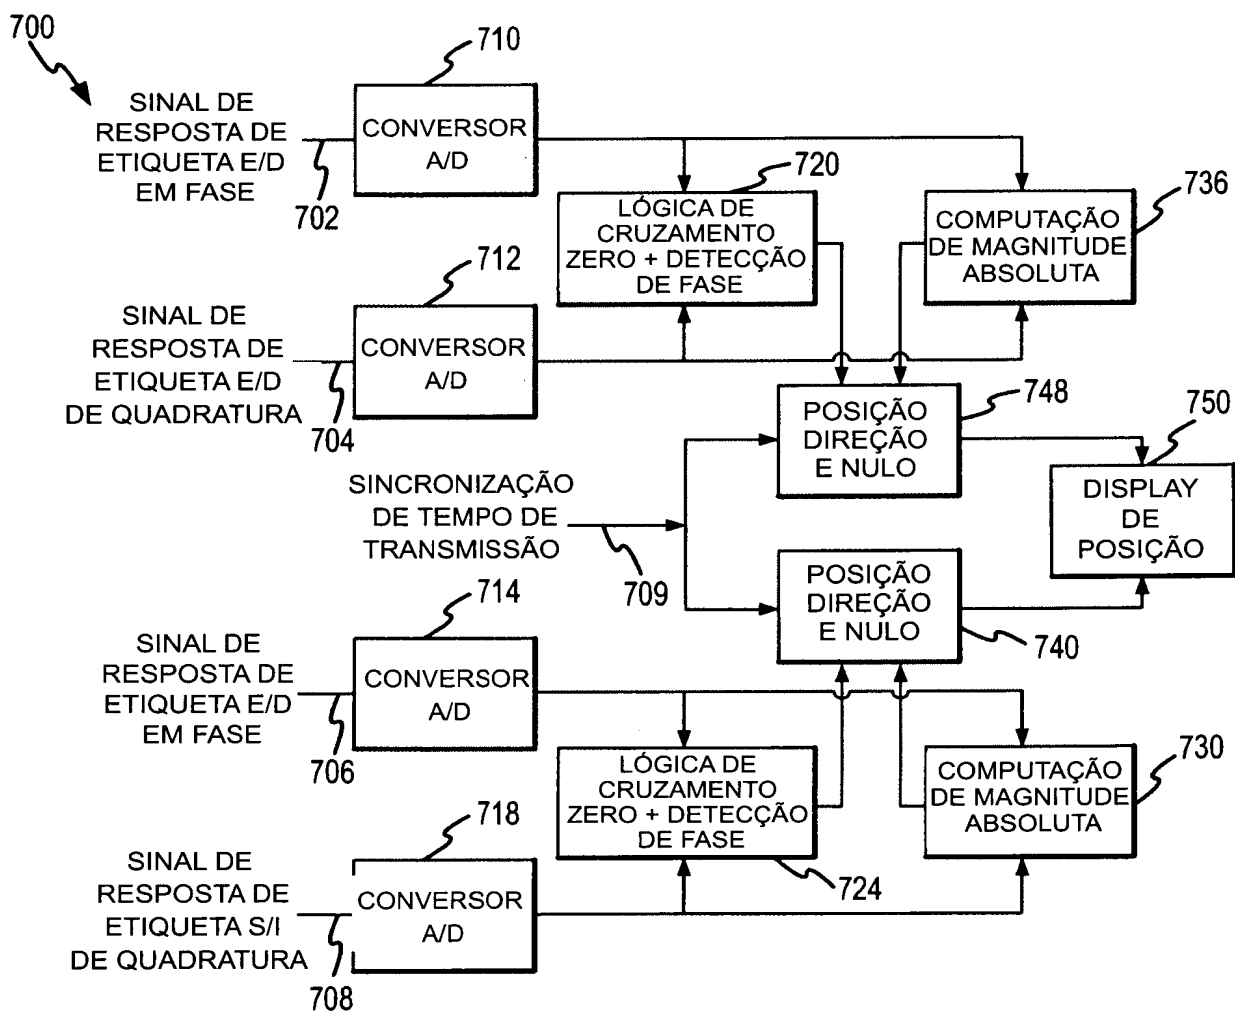 700
SINAL DE
RESPOSTA DE
ETIQUETA E/D
EM FASE
702
710
CONVERSOR
A/D
720
LÓGICA DE
CRUZAMENTO
ZERO + DETECÇÃO
DE FASE
736
COMPUTAÇÃO
DE MAGNITUDE
ABSOLUTA
SINAL DE
RESPOSTA DE
ETIQUETA E/D
DE QUADRATURA
704
712
CONVERSOR
A/D
748
POSIÇÃO
DIREÇÃO
E NULO
750
DISPLAY
DE
POSIÇÃO
SINCRONIZAÇÃO
DE TEMPO DE
TRANSMISSÃO
709
POSIÇÃO
DIREÇÃO
E NULO
740
SINAL DE
RESPOSTA DE
ETIQUETA E/D
EM FASE
706
714
CONVERSOR
A/D
LÓGICA DE
CRUZAMENTO
ZERO + DETECÇÃO
DE FASE
724
730
COMPUTAÇÃO
DE MAGNITUDE
ABSOLUTA
SINAL DE
RESPOSTA DE
ETIQUETA S/I
DE QUADRATURA
708
718
CONVERSOR
A/D